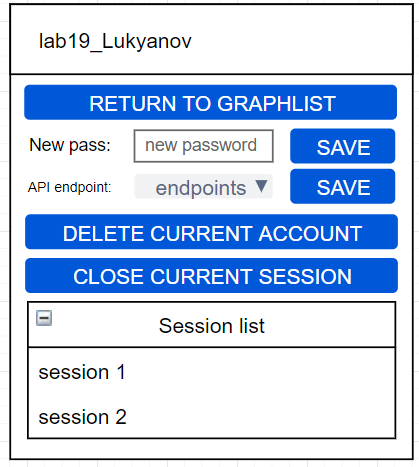 lab19_Lukyanov
RETURN TO GRAPHLIST
New pass: new password SAVE
API endpoint: endpoints SAVE
DELETE CURRENT ACCOUNT
CLOSE CURRENT SESSION
Session list
session 1
session 2